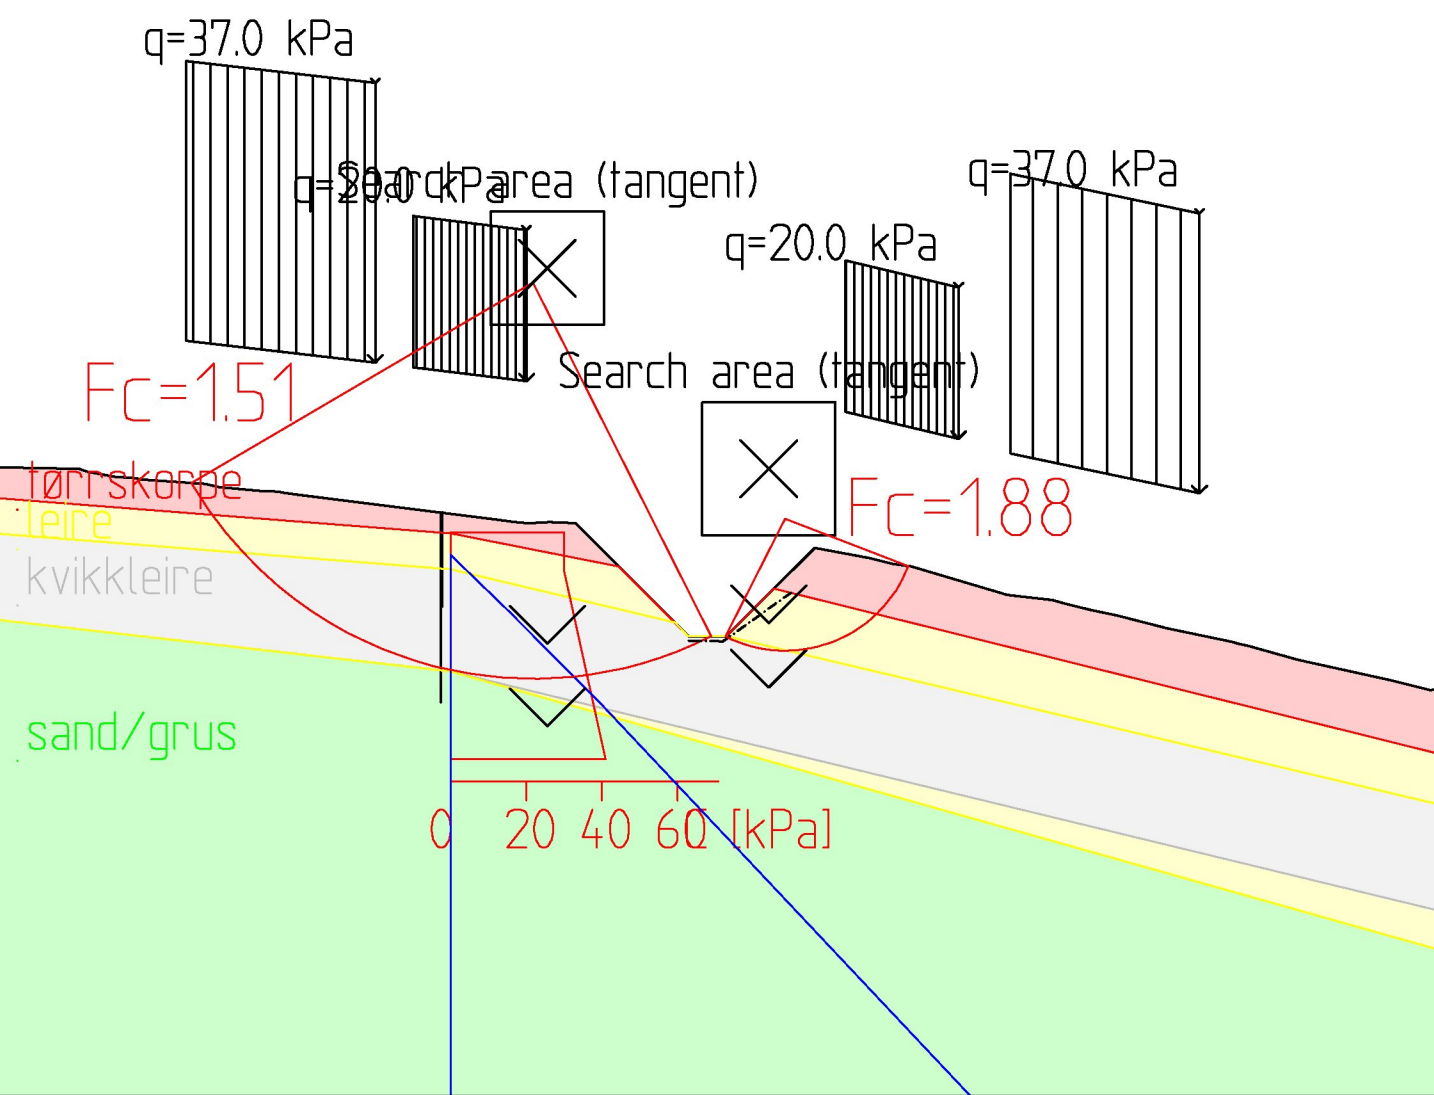 q=37.0 kPa
q=20.0 kPa
Search area (tangent)
q=37.0 kPa
q=20.0 kPa
Search area (tangent)
Fc=1.51
Fc=1.88
tørrskorpe
leire
kvikkleire
sand/grus
0 20 40 60 [kPa]